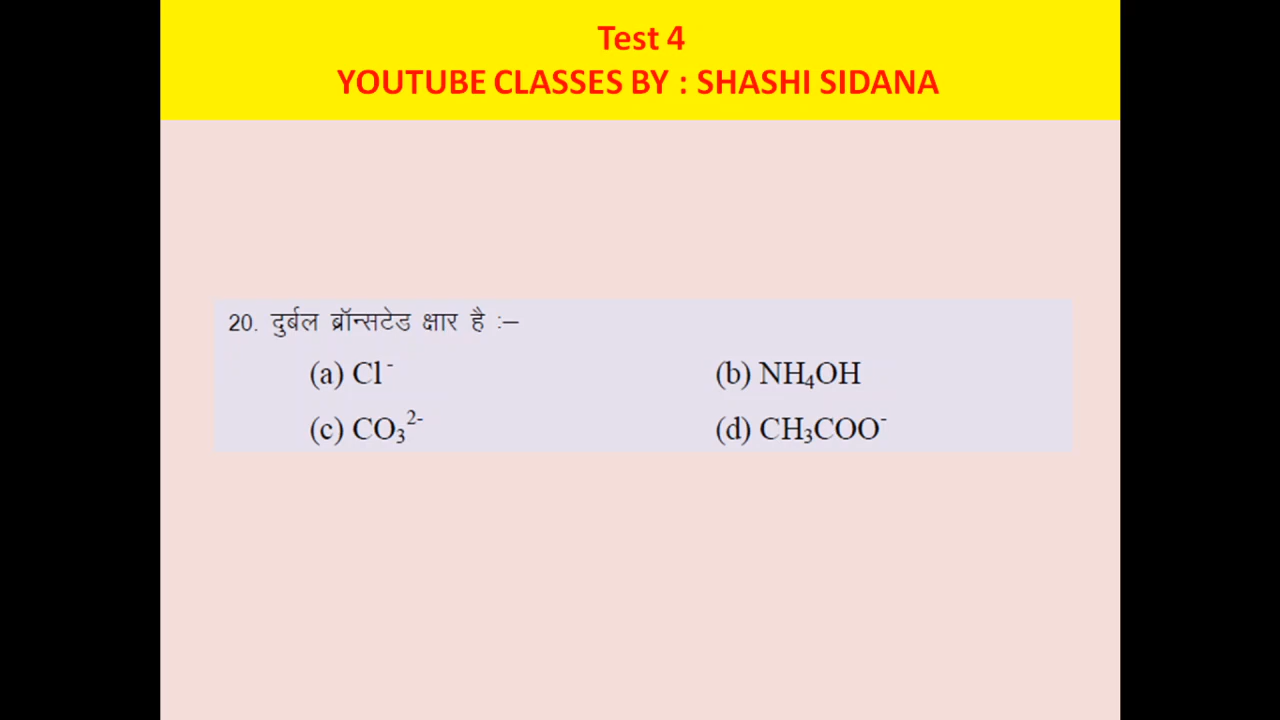 Test 4
YOUTUBE CLASSES BY : SHASHI SIDANA
20. दुर्बल ब्रॉन्सटेड क्षार है :–
(a) Cl⁻ (b) NH₄OH
(c) CO₃²⁻ (d) CH₃COO⁻